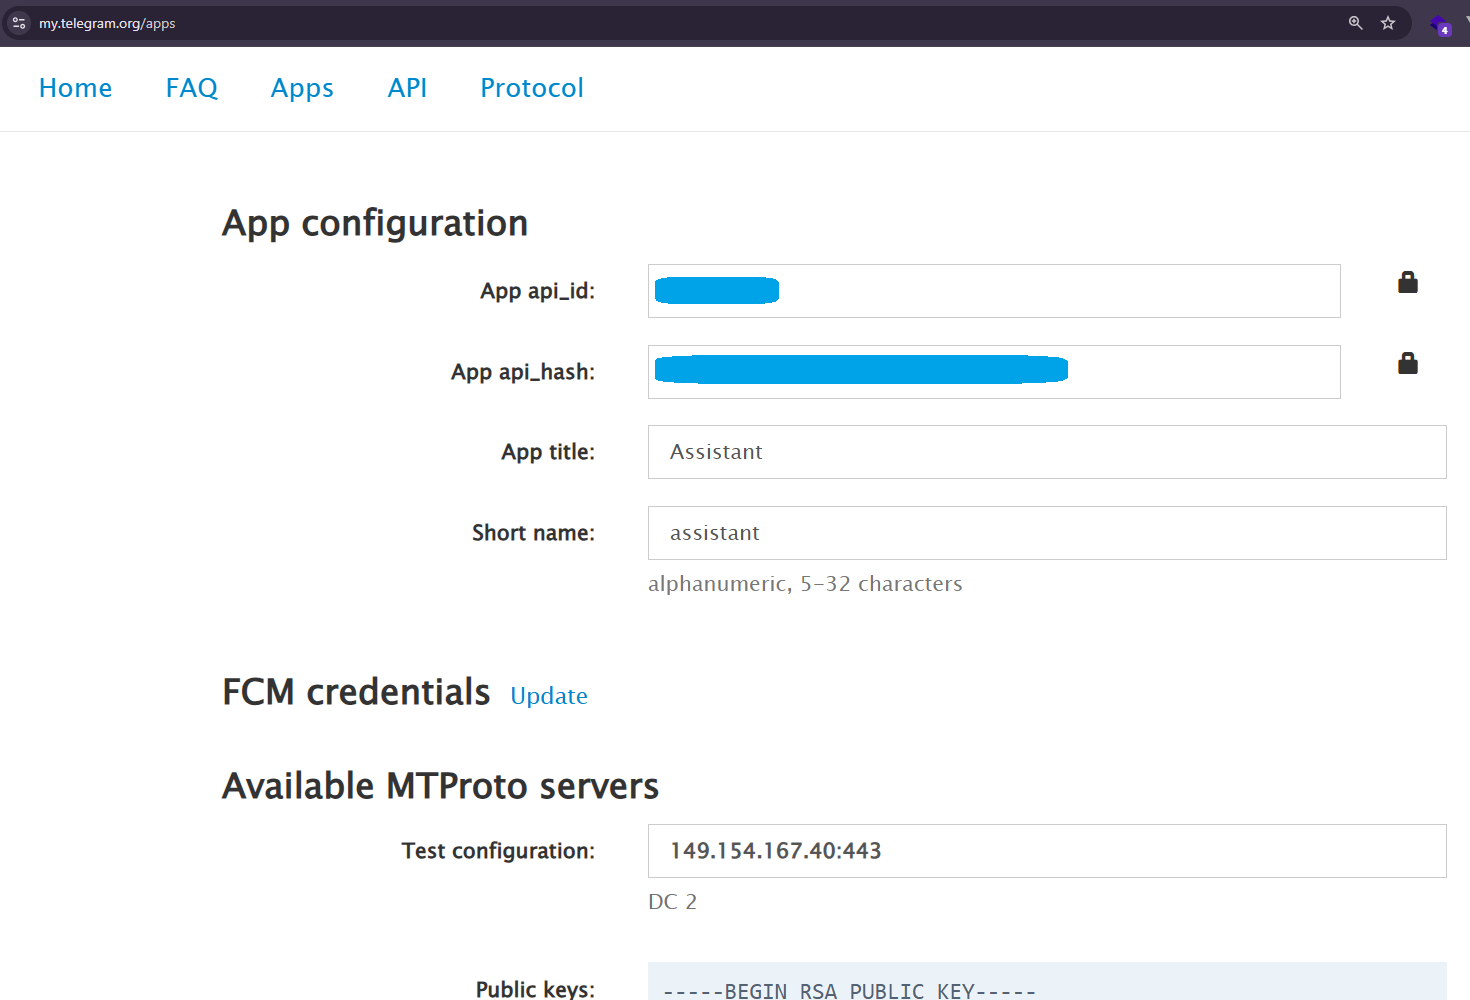 my.telegram.org/apps
4
Home FAQ Apps API Protocol
App configuration
App api_id:
App api_hash:
App title: Assistant
Short name: assistant
alphanumeric, 5-32 characters
FCM credentials Update
Available MTProto servers
Test configuration: 149.154.167.40:443
DC 2
Public keys: -----BEGIN RSA PUBLIC KEY-----